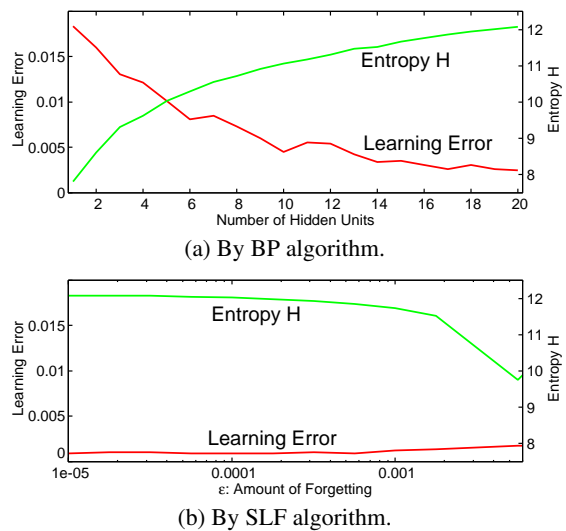 0.015
0.01
0.005
0
Learning Error
Entropy H
Learning Error
12
11
10
9
8
Entropy H
2 4 6 8 10 12 14 16 18 20
Number of Hidden Units
(a) By BP algorithm.
0.015
0.01
0.005
0
Learning Error
Entropy H
Learning Error
12
11
10
9
8
Entropy H
1e-05 0.0001 0.001
ε: Amount of Forgetting
(b) By SLF algorithm.